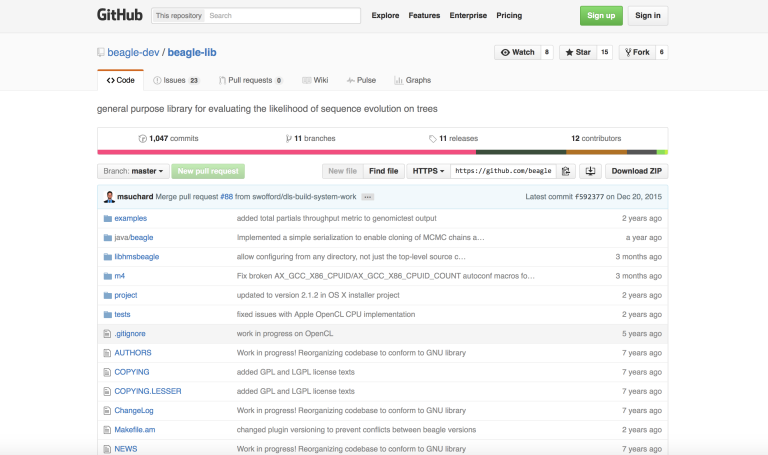 GitHub This repository Search Explore Features Enterprise Pricing Sign up Sign in
beagle-dev / beagle-lib Watch 8 Star 15 Fork 6
Code Issues 23 Pull requests 0 Wiki Pulse Graphs
general purpose library for evaluating the likelihood of sequence evolution on trees
1,047 commits 11 branches 11 releases 12 contributors
Branch: master New pull request New file Find file HTTPS https://github.com/beagle Download ZIP
msuchard Merge pull request #88 from swofford/dls-build-system-work ... Latest commit f592377 on Dec 20, 2015
examples added total partials throughput metric to genomictest output 2 years ago
java/beagle Implemented a simple serialization to enable cloning of MCMC chains a... a year ago
libhmsbeagle allow configuring from any directory, not just the top-level source c... 3 months ago
m4 Fix broken AX_GCC_X86_CPUID/AX_GCC_X86_CPUID_COUNT autoconf macros fo... 3 months ago
project updated to version 2.1.2 in OS X installer project 2 years ago
tests fixed issues with Apple OpenCL CPU implementation 2 years ago
.gitignore work in progress on OpenCL 5 years ago
AUTHORS Work in progress! Reorganizing codebase to conform to GNU library 7 years ago
COPYING added GPL and LGPL license texts 7 years ago
COPYING.LESSER added GPL and LGPL license texts 7 years ago
ChangeLog Work in progress! Reorganizing codebase to conform to GNU library 7 years ago
Makefile.am changed plugin versioning to prevent conflicts between beagle versions 2 years ago
NEWS Work in progress! Reorganizing codebase to conform to GNU library 7 years ago